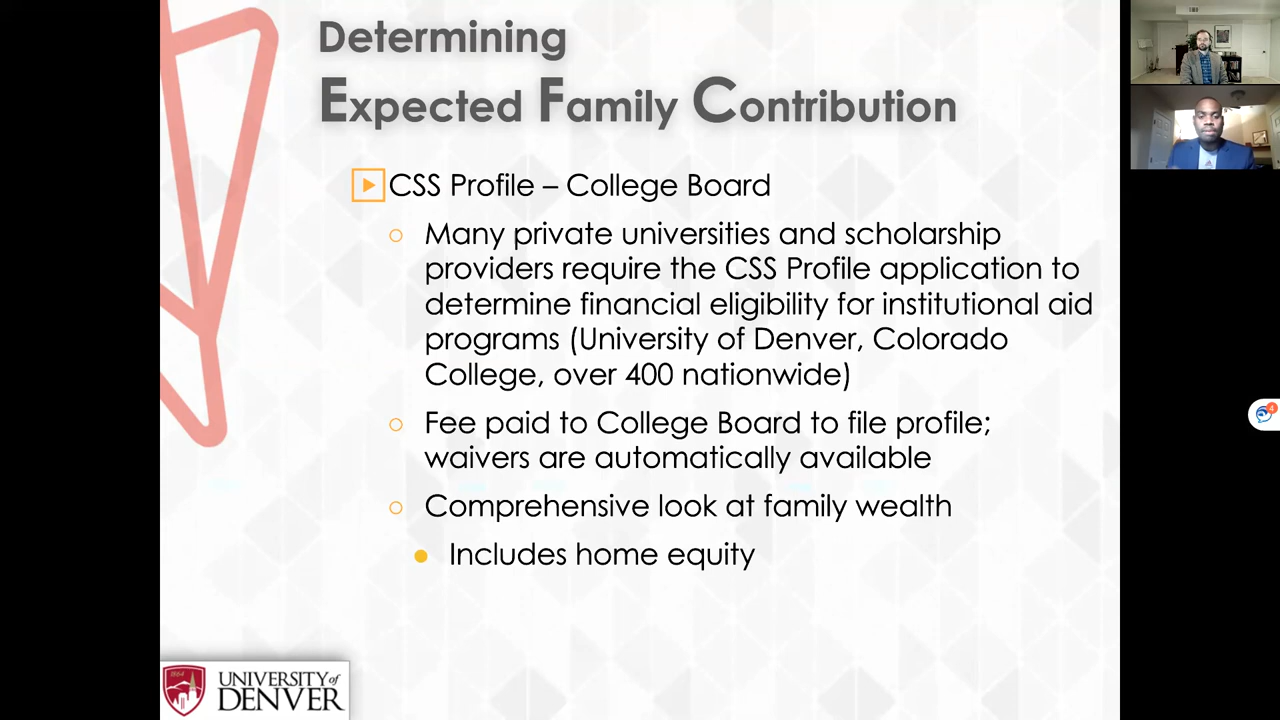 Determining
Expected Family Contribution
CSS Profile – College Board
Many private universities and scholarship
providers require the CSS Profile application to
determine financial eligibility for institutional aid
programs (University of Denver, Colorado
College, over 400 nationwide)
Fee paid to College Board to file profile;
waivers are automatically available
Comprehensive look at family wealth
Includes home equity
4
1864
UNIVERSITY of
DENVER